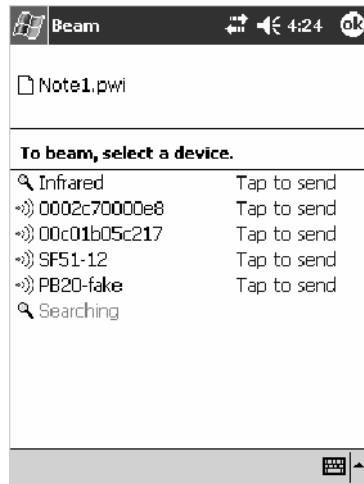 Beam 4:24 ok
Note1.pwi
To beam, select a device.
Infrared Tap to send
0002c70000e8 Tap to send
00c01b05c217 Tap to send
SF51-12 Tap to send
PB20-fake Tap to send
Searching